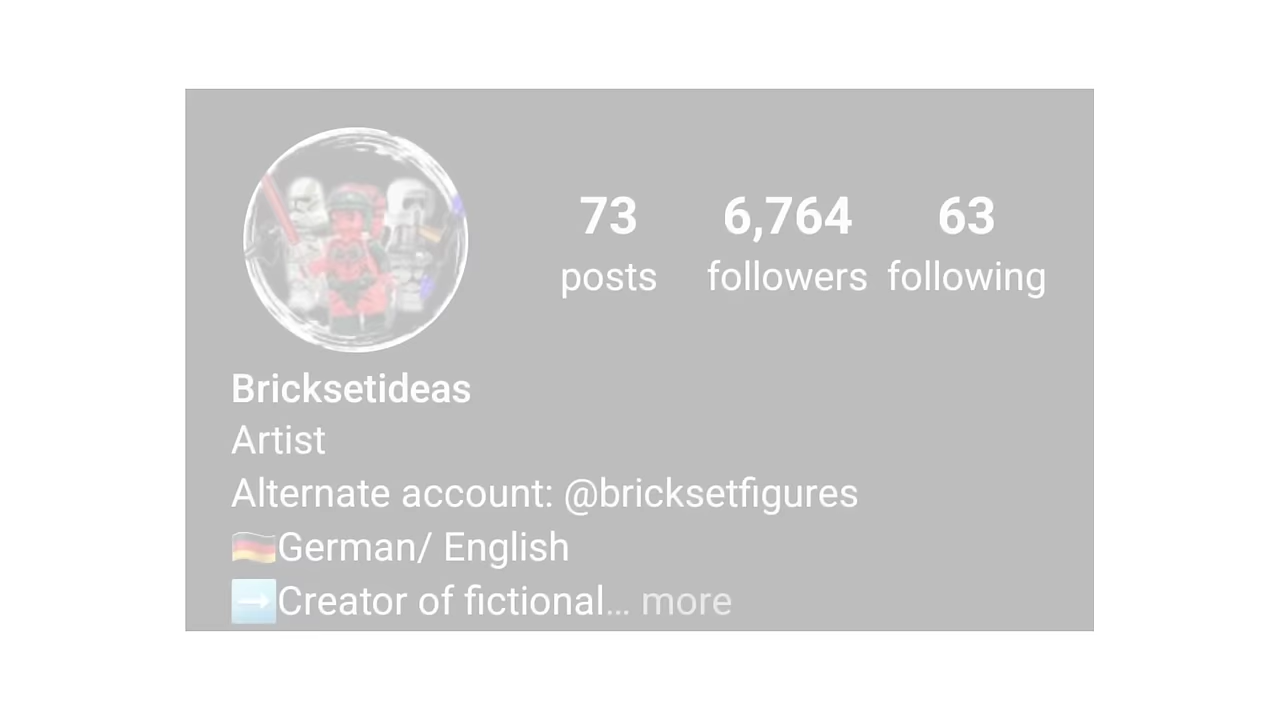 73 6,764 63
posts followers following
Bricksetideas
Artist
Alternate account: @bricksetfigures
🇩🇪German/ English
➡️Creator of fictional... more